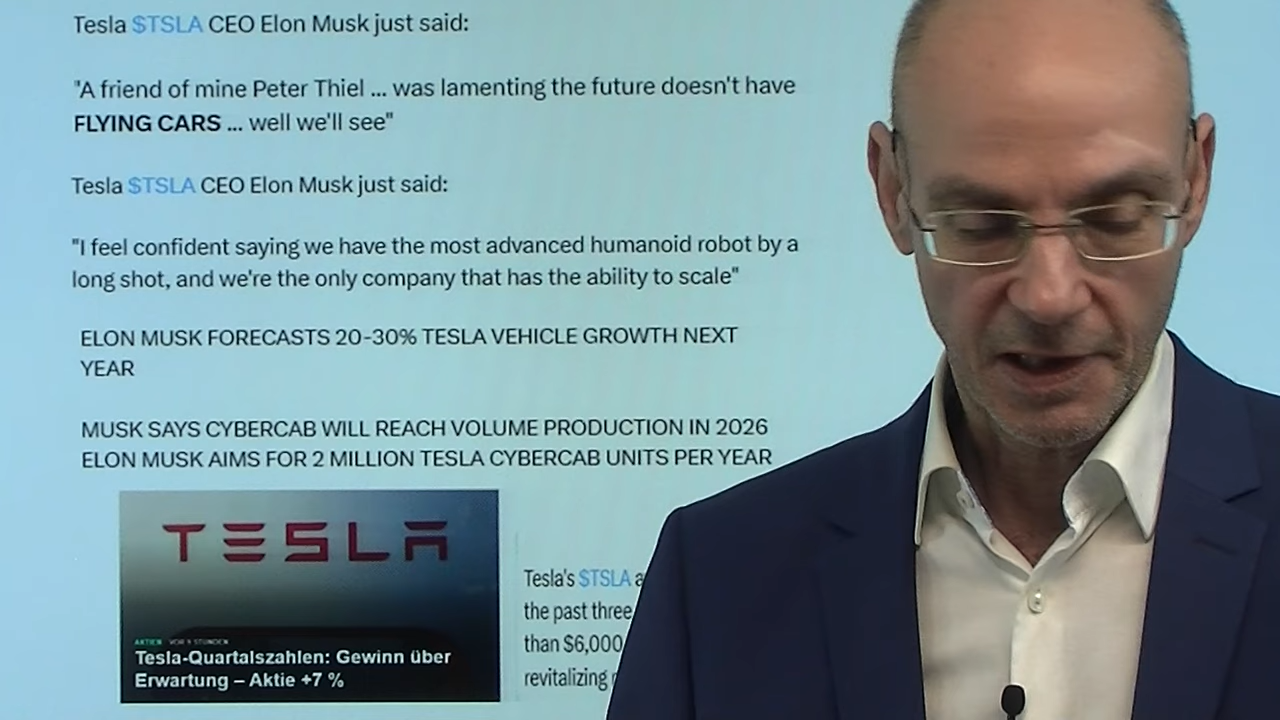 Tesla $TSLA CEO Elon Musk just said:
"A friend of mine Peter Thiel ... was lamenting the future doesn't have
FLYING CARS ... well we'll see"
Tesla $TSLA CEO Elon Musk just said:
"I feel confident saying we have the most advanced humanoid robot by a
long shot, and we're the only company that has the ability to scale"
ELON MUSK FORECASTS 20-30% TESLA VEHICLE GROWTH NEXT
YEAR
MUSK SAYS CYBERCAB WILL REACH VOLUME PRODUCTION IN 2026
ELON MUSK AIMS FOR 2 MILLION TESLA CYBERCAB UNITS PER YEAR
TESLA
AKTIEN VOR 9 STUNDEN
Tesla-Quartalszahlen: Gewinn über
Erwartung – Aktie +7 %
Tesla's $TSLA a
the past three
than $6,000
revitalizing